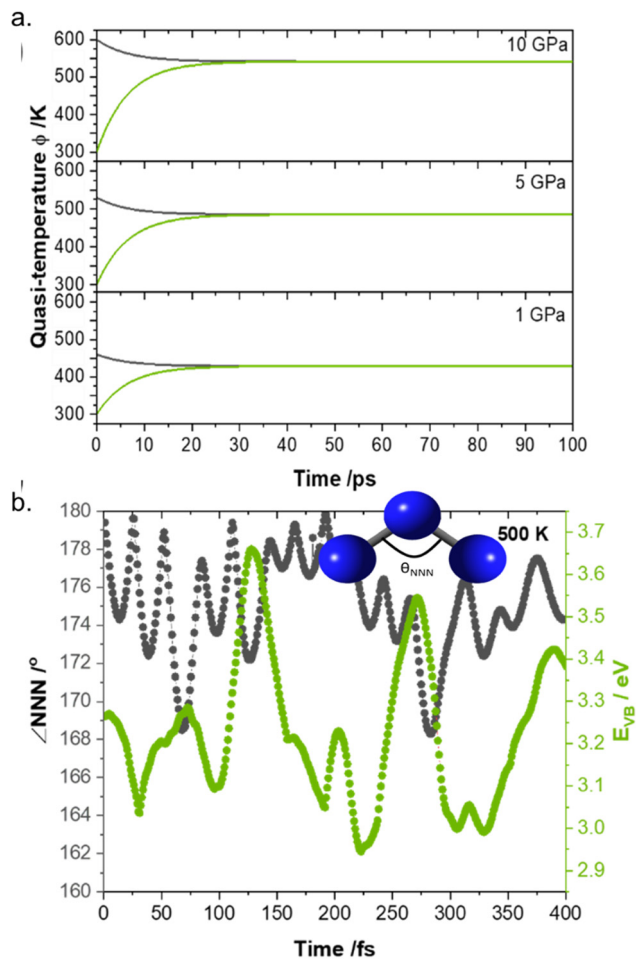 a.
Quasi-temperature ϕ /K
600
500
400
300
10 GPa
600
500
400
300
5 GPa
600
500
400
300
1 GPa
0 10 20 30 40 50 60 70 80 90 100
Time /ps
b.
∠NNN /º
180
178
176
174
172
170
168
166
164
162
160
500 K
θNNN
3.7
3.6
3.5
3.4
3.3
3.2
3.1
3.0
2.9
E_VB / eV
0 50 100 150 200 250 300 350 400
Time /fs